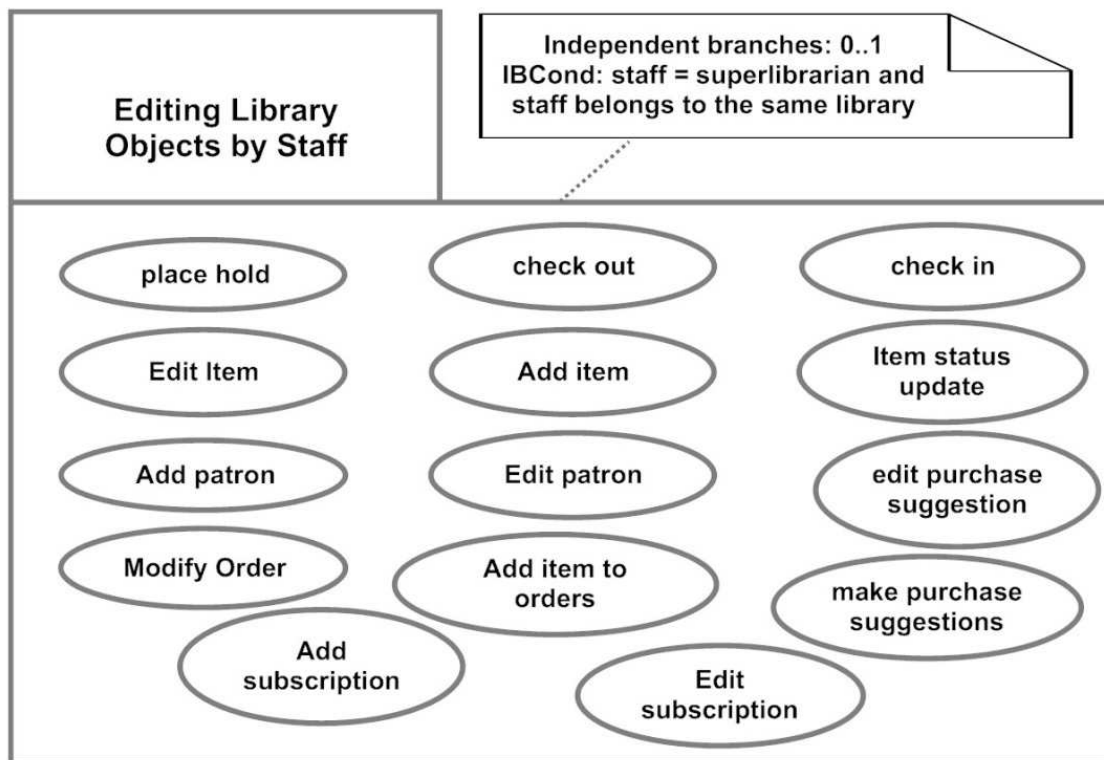 Editing Library
Objects by Staff
Independent branches: 0..1
IBCond: staff = superlibrarian and
staff belongs to the same library
place hold
check out
check in
Edit Item
Add item
Item status
update
Add patron
Edit patron
edit purchase
suggestion
Modify Order
Add item to
orders
make purchase
suggestions
Add
subscription
Edit
subscription